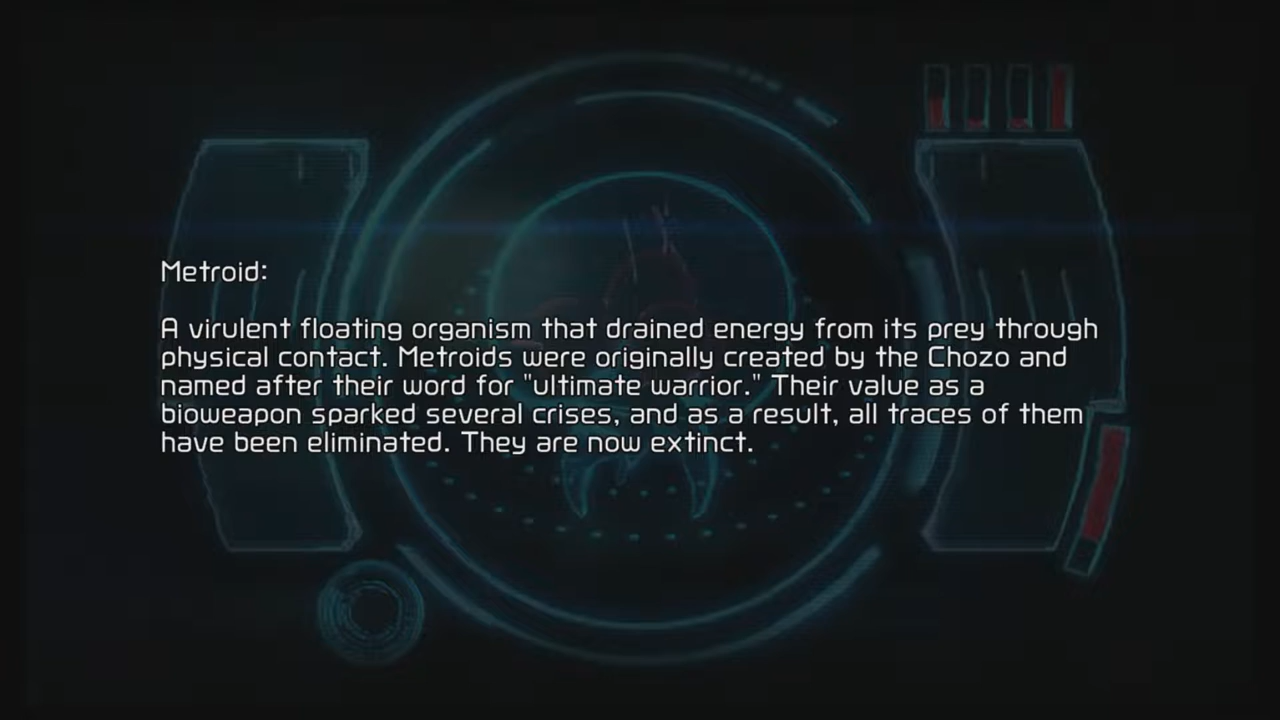 Metroid:
A virulent floating organism that drained energy from its prey through
physical contact. Metroids were originally created by the Chozo and
named after their word for "ultimate warrior." Their value as a
bioweapon sparked several crises, and as a result, all traces of them
have been eliminated. They are now extinct.